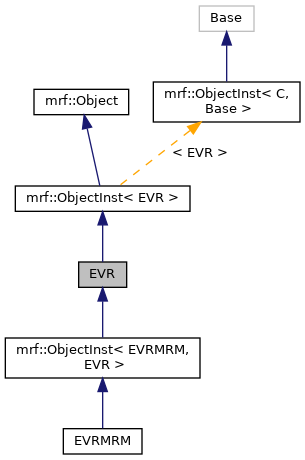 Base
mrf::Object
mrf::ObjectInst< C,
Base >
< EVR >
mrf::ObjectInst< EVR >
EVR
mrf::ObjectInst< EVRMRM,
EVR >
EVRMRM